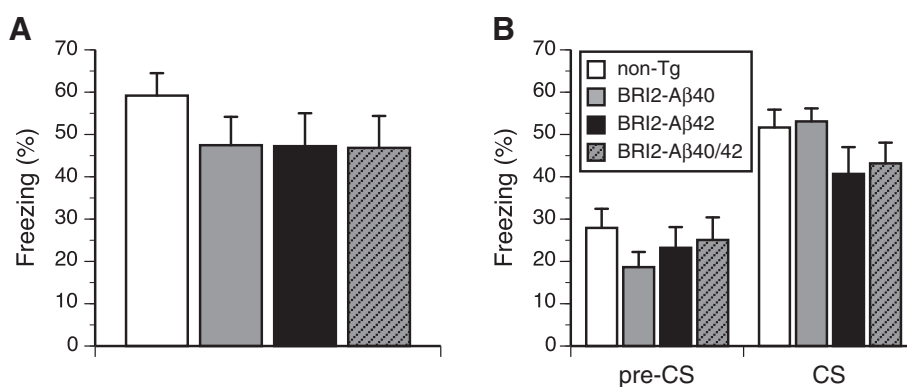 A
70
60
50
40
30
20
10
0
Freezing (%)
B
70
60
50
40
30
20
10
0
Freezing (%)
non-Tg
BRI2-Aβ40
BRI2-Aβ42
BRI2-Aβ40/42
pre-CS CS